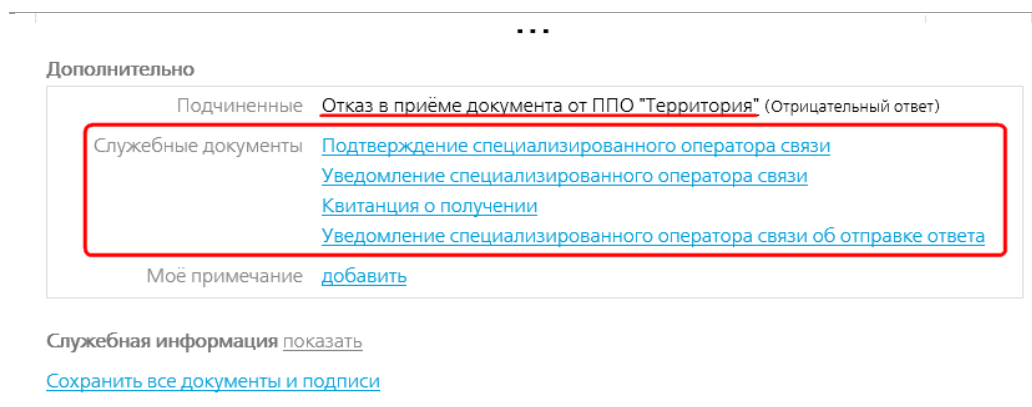 ...
Дополнительно
Подчиненные Отказ в приёме документа от ППО "Территория" (Отрицательный ответ)
Служебные документы Подтверждение специализированного оператора связи
Уведомление специализированного оператора связи
Квитанция о получении
Уведомление специализированного оператора связи об отправке ответа
Моё примечание добавить
Служебная информация показать
Сохранить все документы и подписи